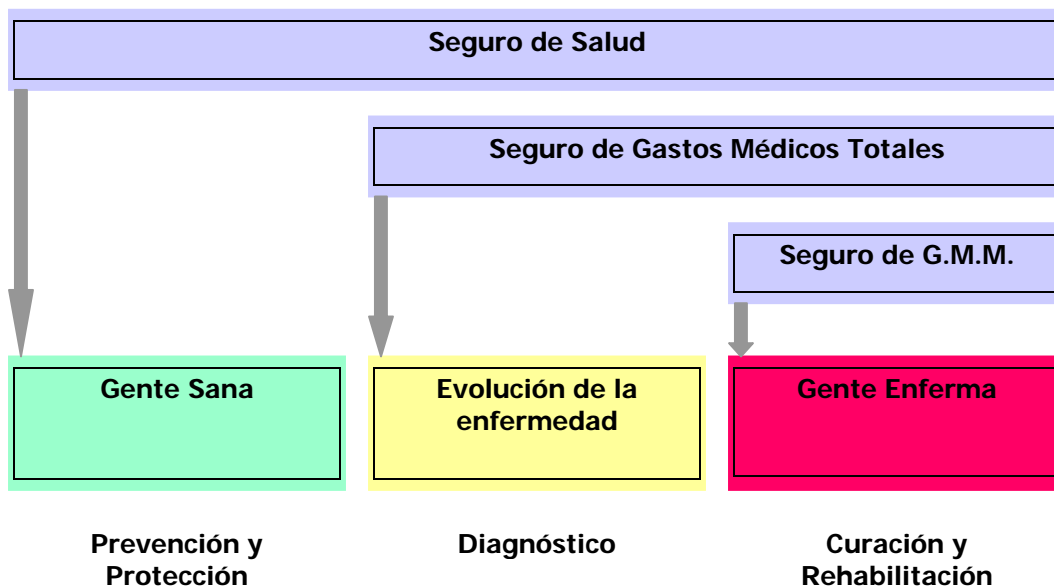 Seguro de Salud
Seguro de Gastos Médicos Totales
Seguro de G.M.M.
Gente Sana
Evolución de la
enfermedad
Gente Enferma
Prevención y
Protección
Diagnóstico
Curación y
Rehabilitación